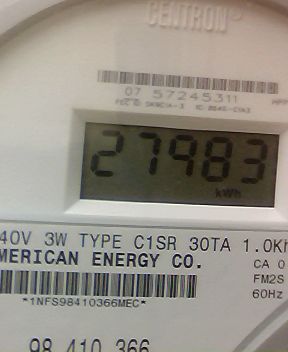 CENTRON
07 57245311
27983
kWh
40V 3W TYPE C1SR 30TA 1.0Kh
MERICAN ENERGY CO.
CA 0
FM2S
60Hz
*1NFS98410366MEC*
98 410 366